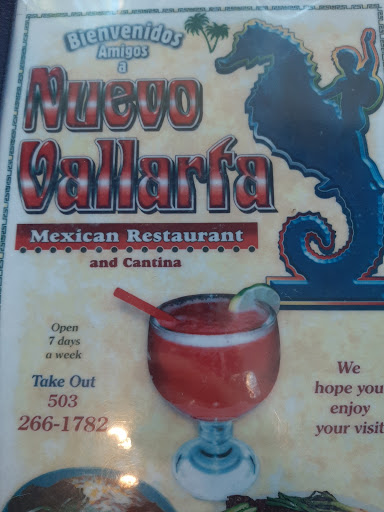 Bienvenidos
Amigos
a
Nuevo
Vallarta
Mexican Restaurant
and Cantina
Open
7 days
a week
Take Out
503
266-1782
We
hope you
enjoy
your visit